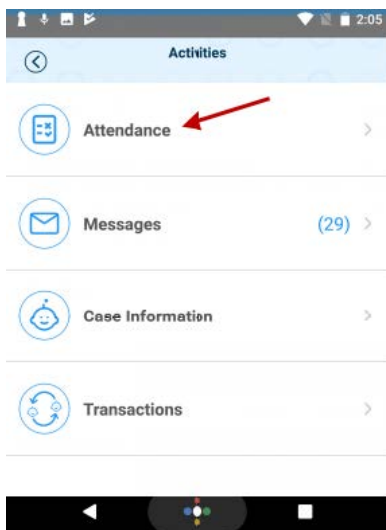 2:05
Activities
Attendance
Messages (29)
Case Information
Transactions